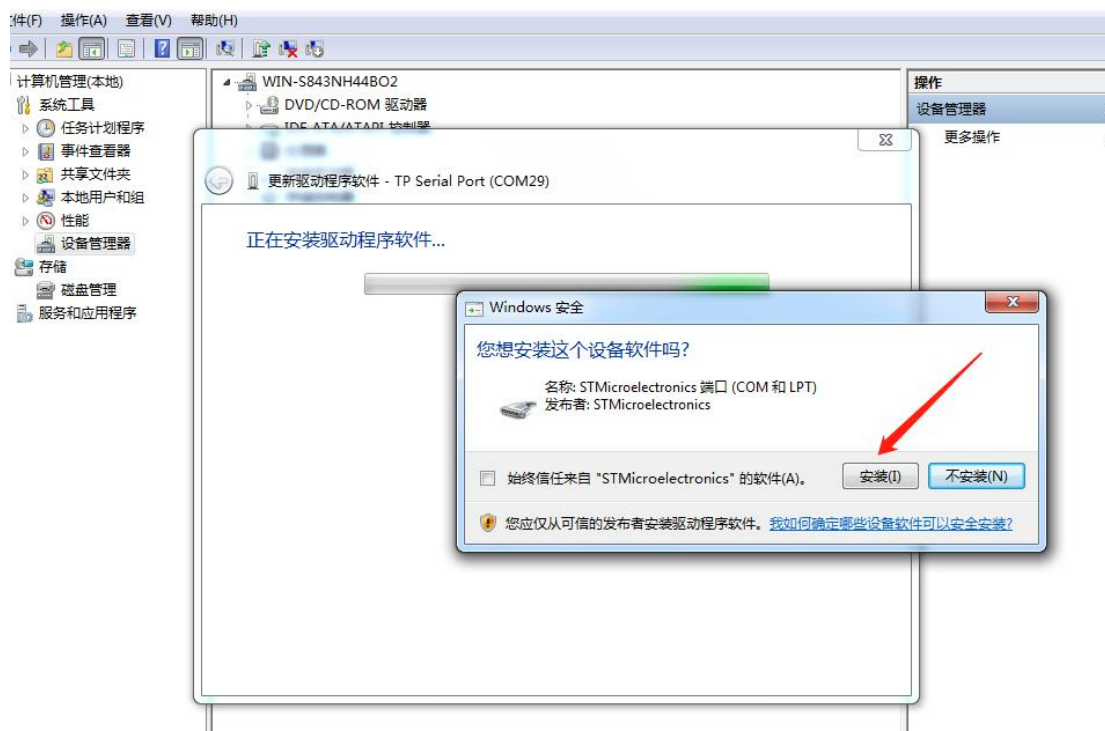 件(F) 操作(A) 查看(V) 帮助(H)
计算机管理(本地)
系统工具
任务计划程序
事件查看器
共享文件夹
本地用户和组
性能
设备管理器
存储
磁盘管理
服务和应用程序
WIN-S843NH44BO2
DVD/CD-ROM 驱动器
IDE ATA/ATAPI 控制器
操作
设备管理器
更多操作
更新驱动程序软件 - TP Serial Port (COM29)
正在安装驱动程序软件...
Windows 安全
您想安装这个设备软件吗?
名称: STMicroelectronics 端口 (COM 和 LPT)
发布者: STMicroelectronics
始终信任来自 "STMicroelectronics" 的软件(A)。
安装(I) 不安装(N)
您应仅从可信的发布者安装驱动程序软件。我如何确定哪些设备软件可以安全安装?